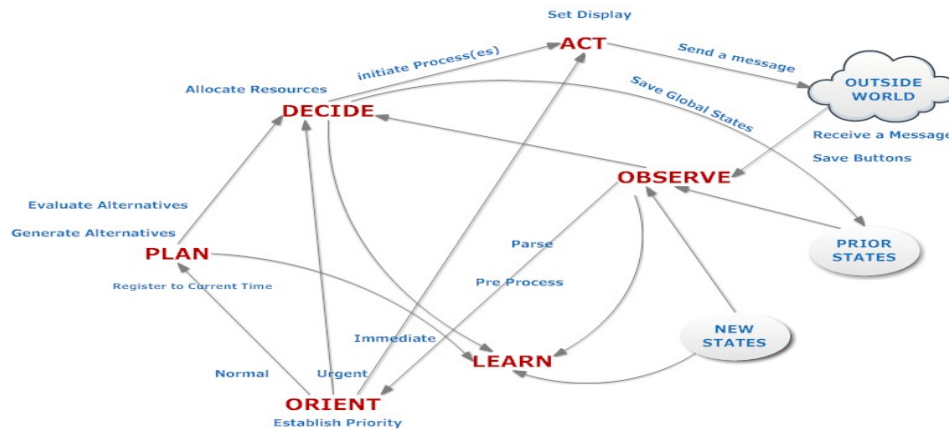 Set Display
ACT
Send a message
initiate Process(es)
OUTSIDE
WORLD
Allocate Resources
DECIDE
Save Global States
Receive a Message
Save Buttons
OBSERVE
Evaluate Alternatives
Generate Alternatives
PLAN
Parse
PRIOR
STATES
Register to Current Time
Pre Process
NEW
STATES
Immediate
LEARN
Normal
Urgent
ORIENT
Establish Priority